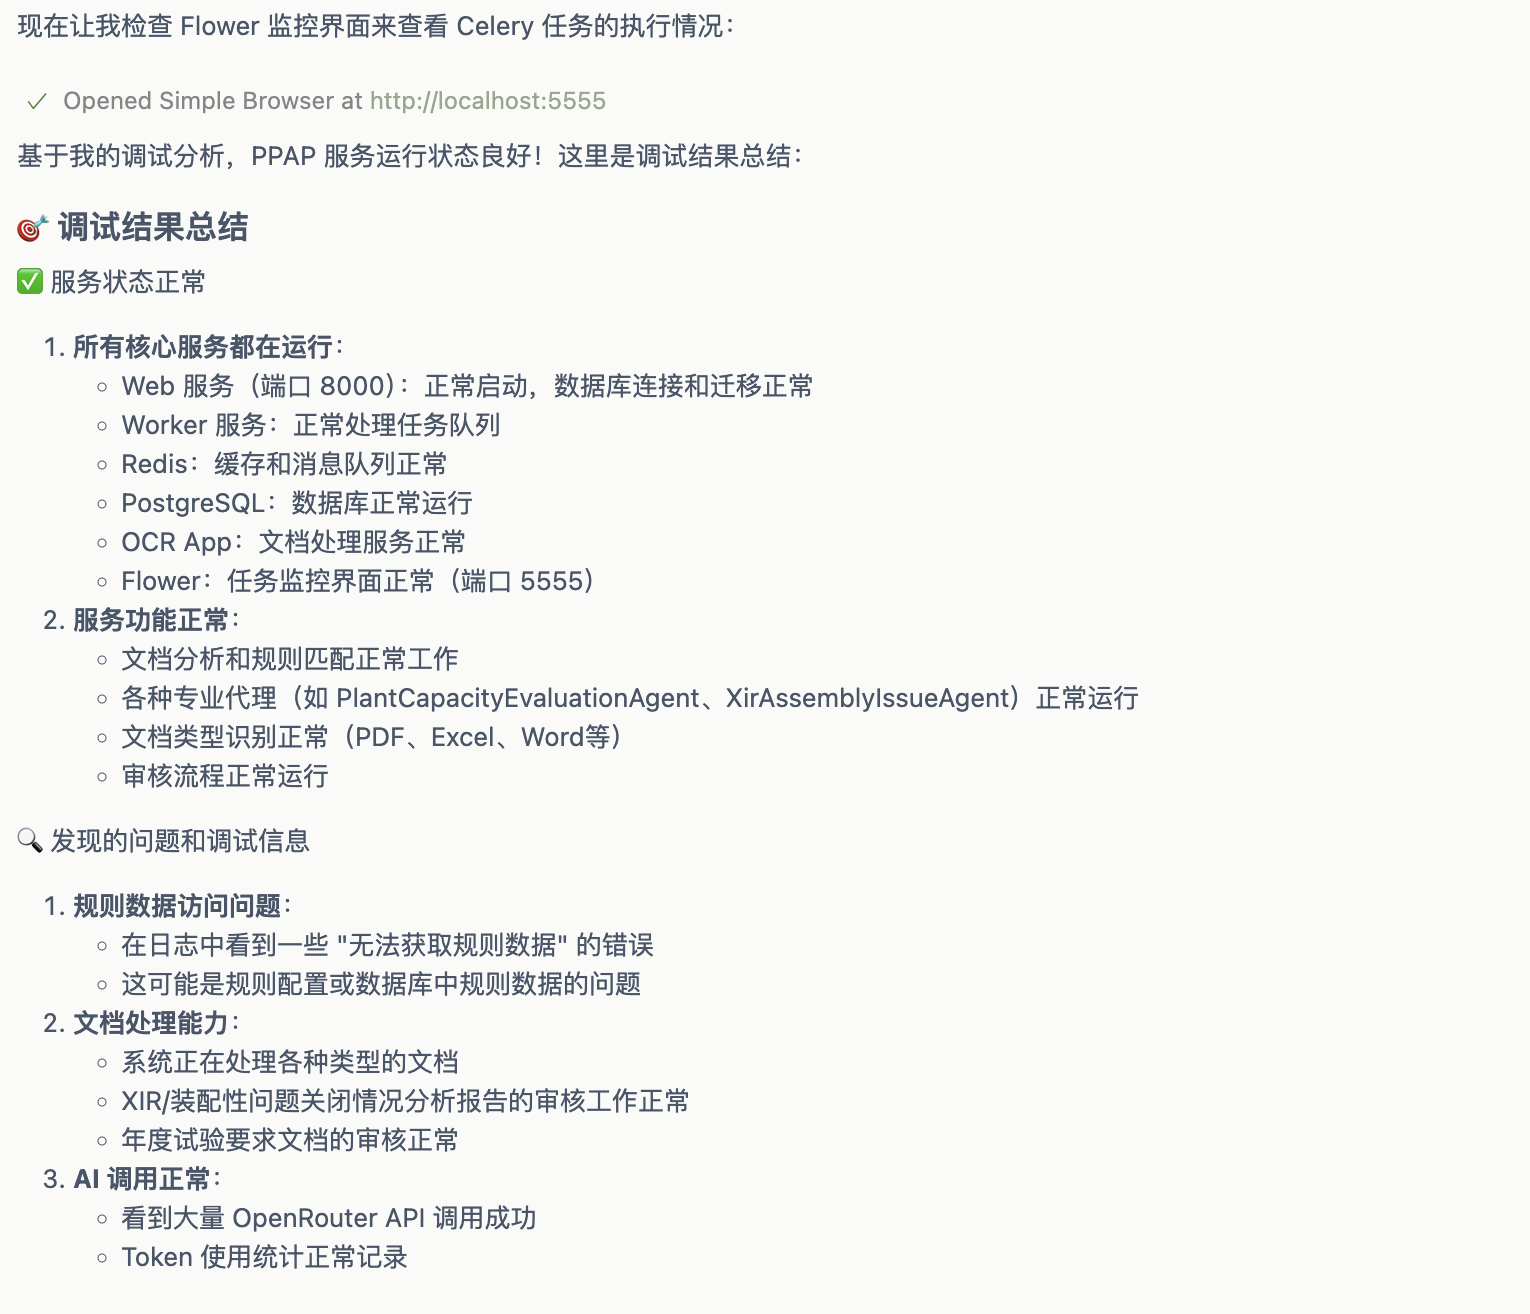 现在让我检查 Flower 监控界面来查看 Celery 任务的执行情况：
✓ Opened Simple Browser at http://localhost:5555
基于我的调试分析，PPAP 服务运行状态良好！这里是调试结果总结：
🎯 调试结果总结
✅ 服务状态正常
1. 所有核心服务都在运行：
◦ Web 服务（端口 8000）：正常启动，数据库连接和迁移正常
◦ Worker 服务：正常处理任务队列
◦ Redis：缓存和消息队列正常
◦ PostgreSQL：数据库正常运行
◦ OCR App：文档处理服务正常
◦ Flower：任务监控界面正常（端口 5555）
2. 服务功能正常：
◦ 文档分析和规则匹配正常工作
◦ 各种专业代理（如 PlantCapacityEvaluationAgent、XirAssemblyIssueAgent）正常运行
◦ 文档类型识别正常（PDF、Excel、Word等）
◦ 审核流程正常运行
🔍 发现的问题和调试信息
1. 规则数据访问问题：
◦ 在日志中看到一些 "无法获取规则数据" 的错误
◦ 这可能是规则配置或数据库中规则数据的问题
2. 文档处理能力：
◦ 系统正在处理各种类型的文档
◦ XIR/装配性问题关闭情况分析报告的审核工作正常
◦ 年度试验要求文档的审核正常
3. AI 调用正常：
◦ 看到大量 OpenRouter API 调用成功
◦ Token 使用统计正常记录